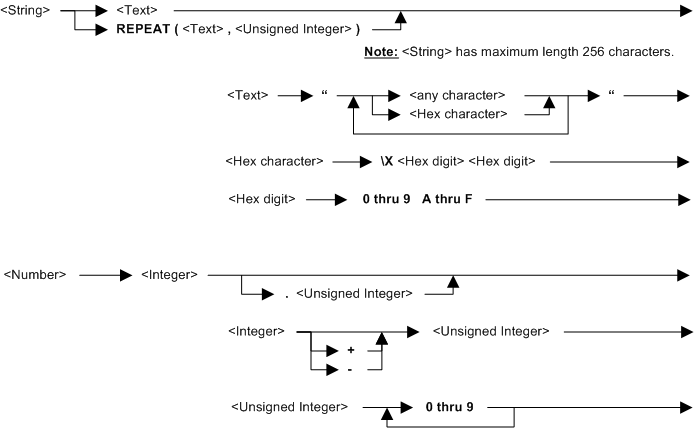 <String> <Text>
REPEAT ( <Text> , <Unsigned Integer> )
Note: <String> has maximum length 256 characters.
<Text> “ <any character> “
<Hex character>
<Hex character> \X <Hex digit> <Hex digit>
<Hex digit> 0 thru 9 A thru F
<Number> <Integer>
. <Unsigned Integer>
<Integer> <Unsigned Integer>
+
-
<Unsigned Integer> 0 thru 9